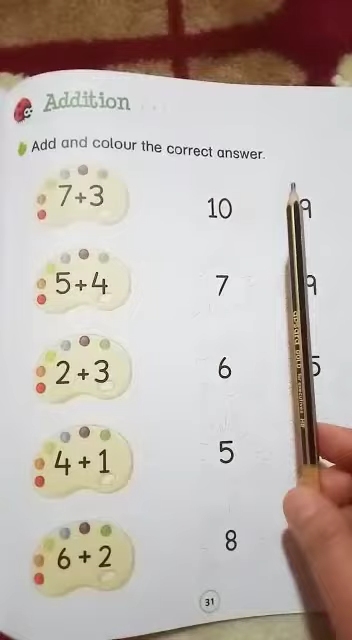 Addition
Add and colour the correct answer.
7+3 10 9
5+4 7 9
2+3 6 5
4+1 5
6+2 8
31